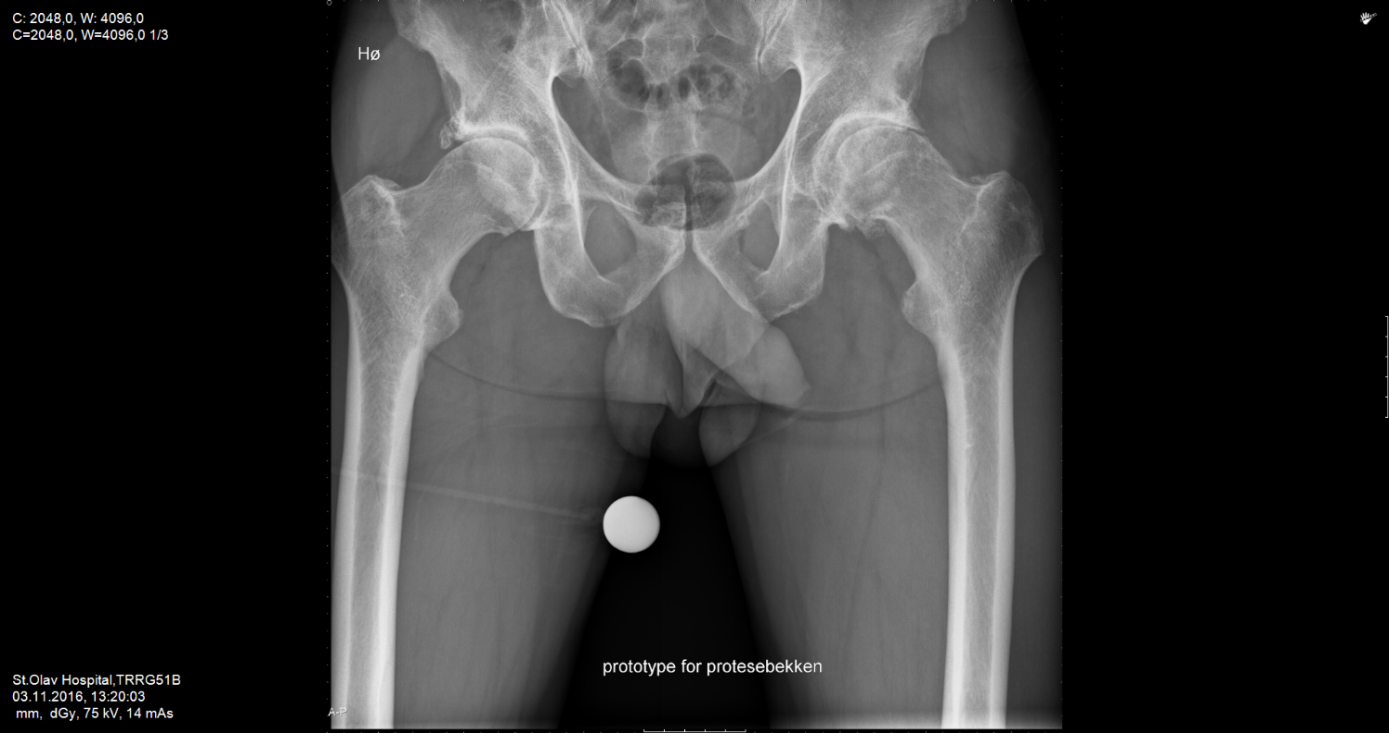 C: 2048,0, W: 4096,0
C=2048,0, W=4096,0 1/3
Hø
prototype for protesebekken
St.Olav Hospital,TRRG51B
03.11.2016, 13:20:03
mm, dGy, 75 kV, 14 mAs
A-P